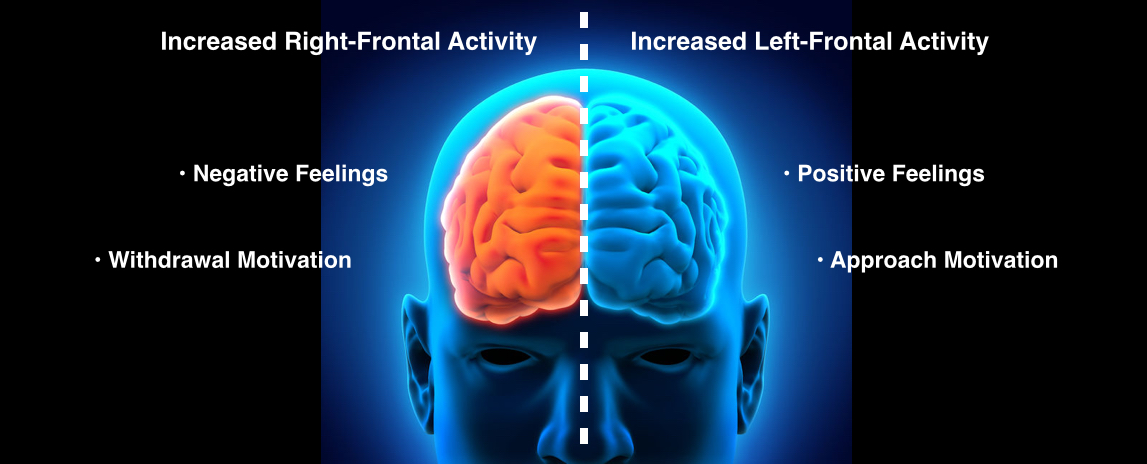 Increased Right-Frontal Activity
Increased Left-Frontal Activity
· Negative Feelings
· Positive Feelings
· Withdrawal Motivation
· Approach Motivation